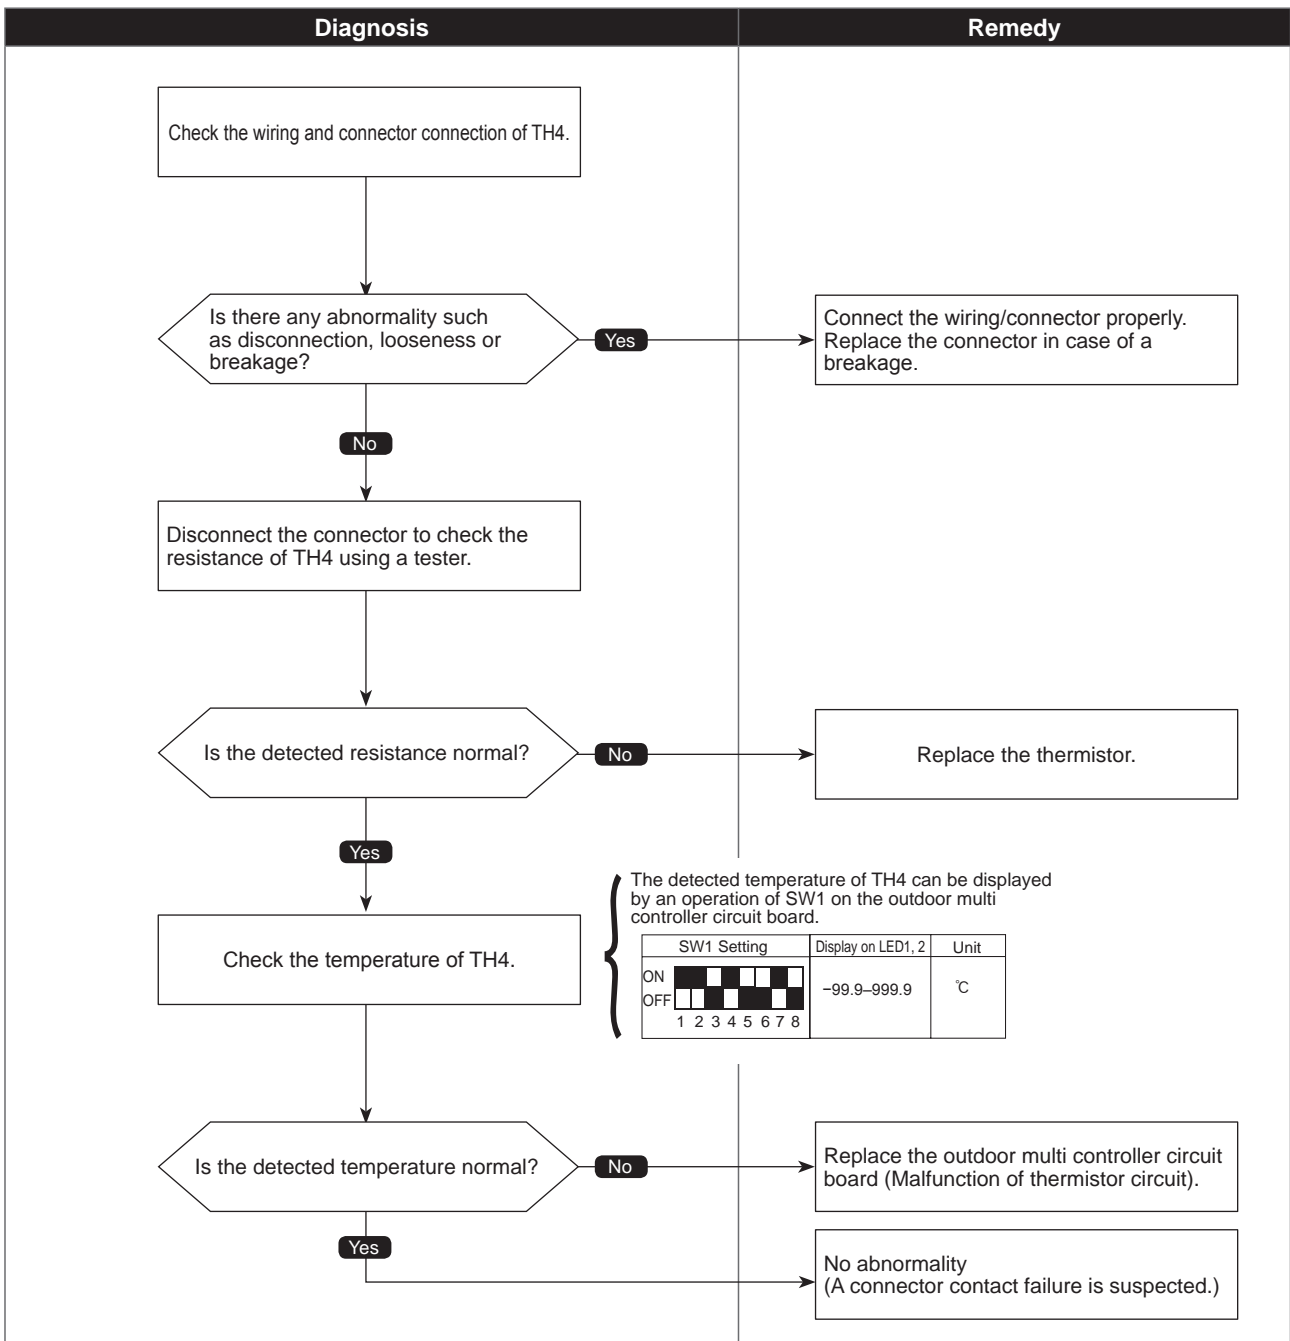 Diagnosis
Remedy
Check the wiring and connector connection of TH4.
Is there any abnormality such
as disconnection, looseness or
breakage?
Yes
Connect the wiring/connector properly.
Replace the connector in case of a
breakage.
No
Disconnect the connector to check the
resistance of TH4 using a tester.
Is the detected resistance normal?
No
Replace the thermistor.
Yes
The detected temperature of TH4 can be displayed
by an operation of SW1 on the outdoor multi
controller circuit board.
Check the temperature of TH4.
SW1 Setting
Display on LED1, 2
Unit
ON
OFF
1 2 3 4 5 6 7 8
−99.9–999.9
℃
Is the detected temperature normal?
No
Replace the outdoor multi controller circuit
board (Malfunction of thermistor circuit).
Yes
No abnormality
(A connector contact failure is suspected.)